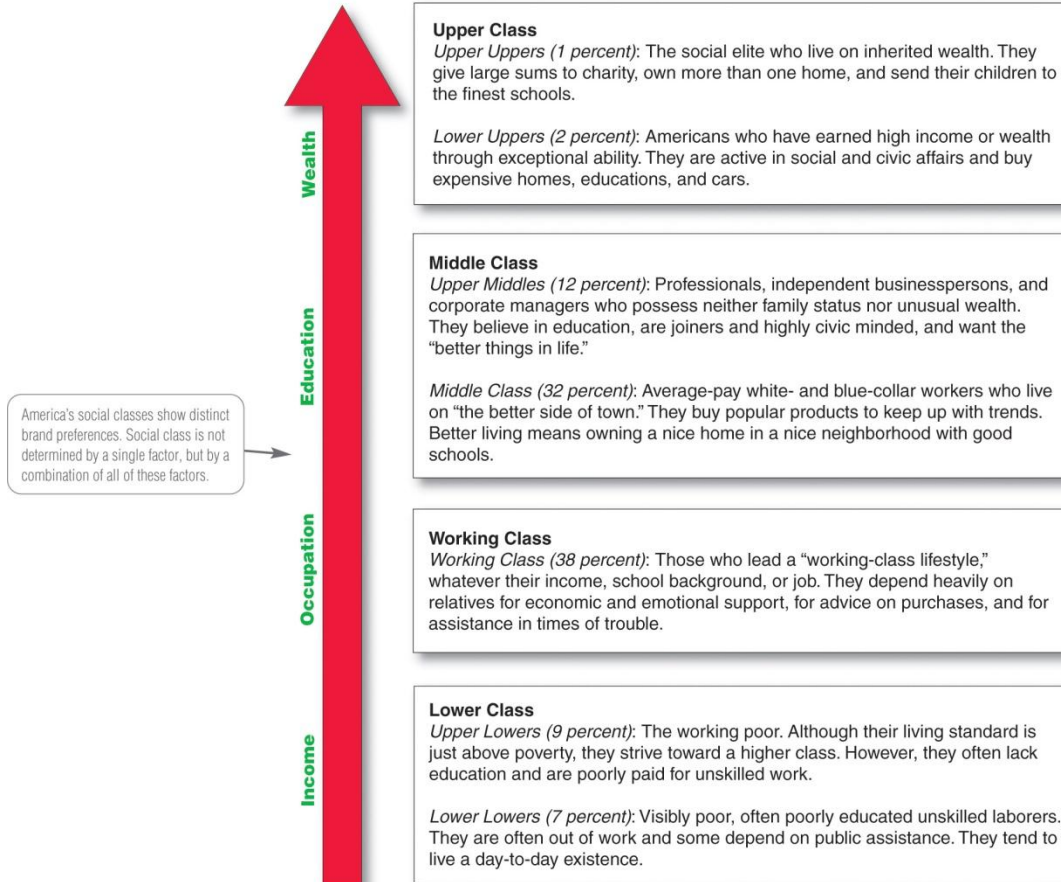 Upper Class
Upper Uppers (1 percent): The social elite who live on inherited wealth. They
give large sums to charity, own more than one home, and send their children to
the finest schools.
Lower Uppers (2 percent): Americans who have earned high income or wealth
through exceptional ability. They are active in social and civic affairs and buy
expensive homes, educations, and cars.
Wealth
Middle Class
Upper Middles (12 percent): Professionals, independent businesspersons, and
corporate managers who possess neither family status nor unusual wealth.
They believe in education, are joiners and highly civic minded, and want the
“better things in life.”
Middle Class (32 percent): Average-pay white- and blue-collar workers who live
on “the better side of town.” They buy popular products to keep up with trends.
Better living means owning a nice home in a nice neighborhood with good
schools.
Education
America’s social classes show distinct
brand preferences. Social class is not
determined by a single factor, but by a
combination of all of these factors.
Working Class
Working Class (38 percent): Those who lead a “working-class lifestyle,”
whatever their income, school background, or job. They depend heavily on
relatives for economic and emotional support, for advice on purchases, and for
assistance in times of trouble.
Occupation
Lower Class
Upper Lowers (9 percent): The working poor. Although their living standard is
just above poverty, they strive toward a higher class. However, they often lack
education and are poorly paid for unskilled work.
Lower Lowers (7 percent): Visibly poor, often poorly educated unskilled laborers.
They are often out of work and some depend on public assistance. They tend to
live a day-to-day existence.
Income